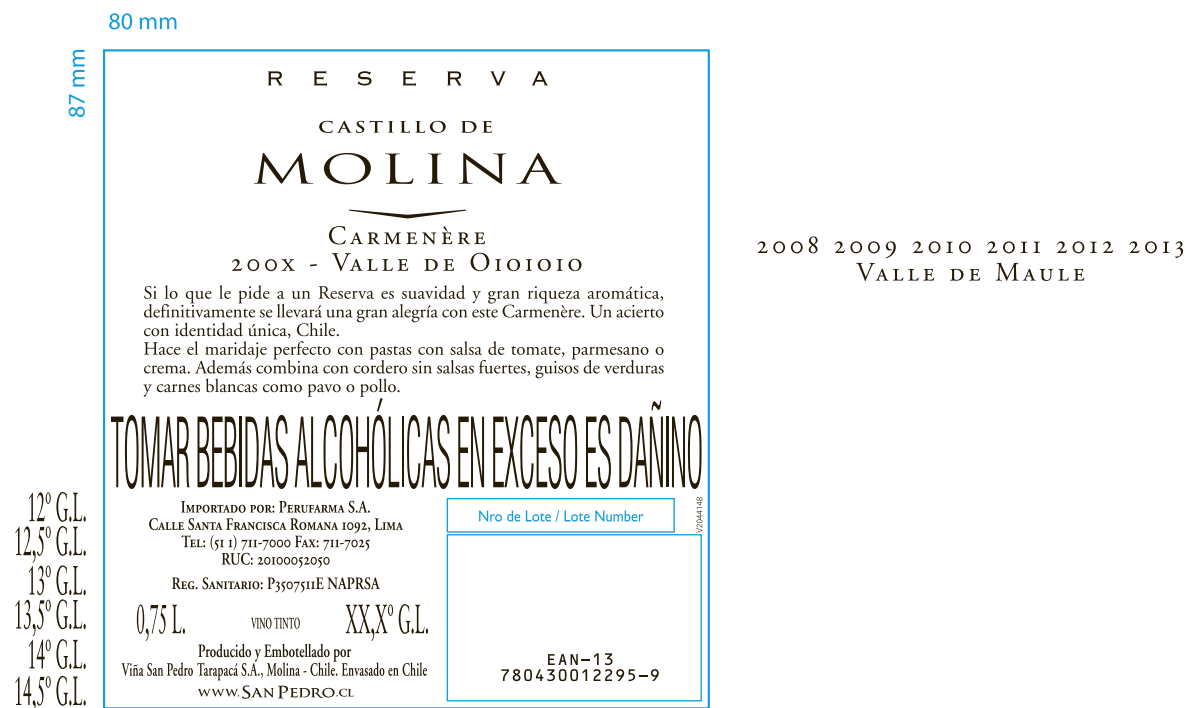 80 mm
87 mm
RESERVA
CASTILLO DE
MOLINA
CARMENÈRE
200X - VALLE DE OIOIOIO
Si lo que le pide a un Reserva es suavidad y gran riqueza aromática,
definitivamente se llevará una gran alegría con este Carmenère. Un acierto
con identidad única, Chile.
Hace el maridaje perfecto con pastas con salsa de tomate, parmesano o
crema. Además combina con cordero sin salsas fuertes, guisos de verduras
y carnes blancas como pavo o pollo.
TOMAR BEBIDAS ALCOHÓLICAS EN EXCESO ES DAÑINO
IMPORTADO POR: PERUFARMA S.A.
CALLE SANTA FRANCISCA ROMANA 1092, LIMA
TEL: (51 1) 711-7000 FAX: 711-7025
RUC: 20100052050
REG. SANITARIO: P3507511E NAPRSA
0,75 L. VINO TINTO XX,Xº G.L.
Producido y Embotellado por
Viña San Pedro Tarapacá S.A., Molina - Chile. Envasado en Chile
WWW.SANPEDRO.CL
Nro de Lote / Lote Number
V2044148
EAN-13
780430012295-9
12º G.L.
12,5º G.L.
13º G.L.
13,5º G.L.
14º G.L.
14,5º G.L.
2008 2009 2010 2011 2012 2013
VALLE DE MAULE